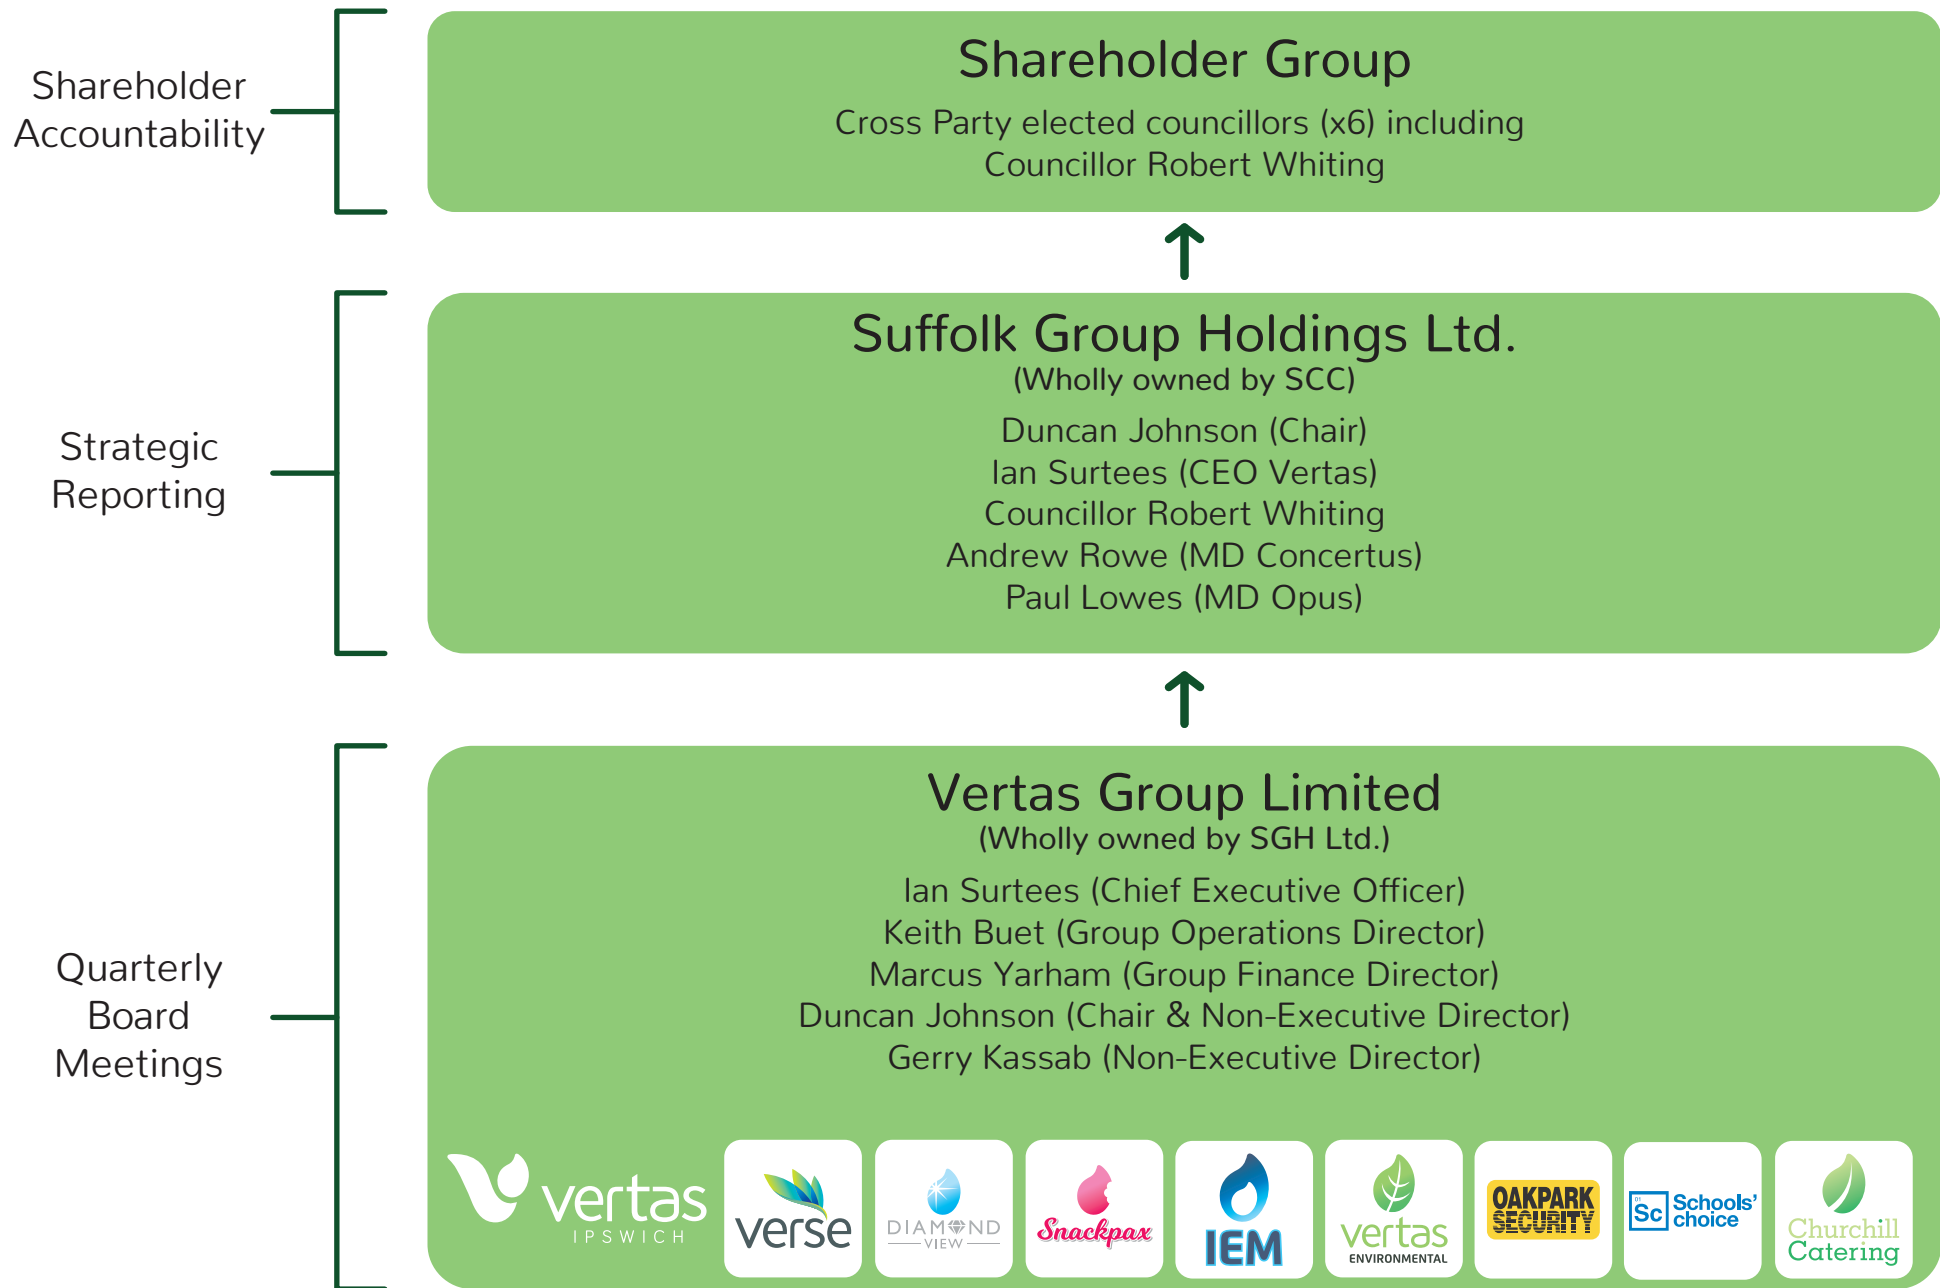 Shareholder
Accountability
Shareholder Group
Cross Party elected councillors (x6) including
Councillor Robert Whiting
Strategic
Reporting
Suffolk Group Holdings Ltd.
(Wholly owned by SCC)
Duncan Johnson (Chair)
Ian Surtees (CEO Vertas)
Councillor Robert Whiting
Andrew Rowe (MD Concertus)
Paul Lowes (MD Opus)
Quarterly
Board
Meetings
Vertas Group Limited
(Wholly owned by SGH Ltd.)
Ian Surtees (Chief Executive Officer)
Keith Buet (Group Operations Director)
Marcus Yarham (Group Finance Director)
Duncan Johnson (Chair & Non-Executive Director)
Gerry Kassab (Non-Executive Director)
vertas
IPSWICH
verse
DIAMOND
VIEW
Snackpax
IEM
vertas
ENVIRONMENTAL
OAKPARK
SECURITY
01
Sc
Schools'
choice
Churchill
Catering